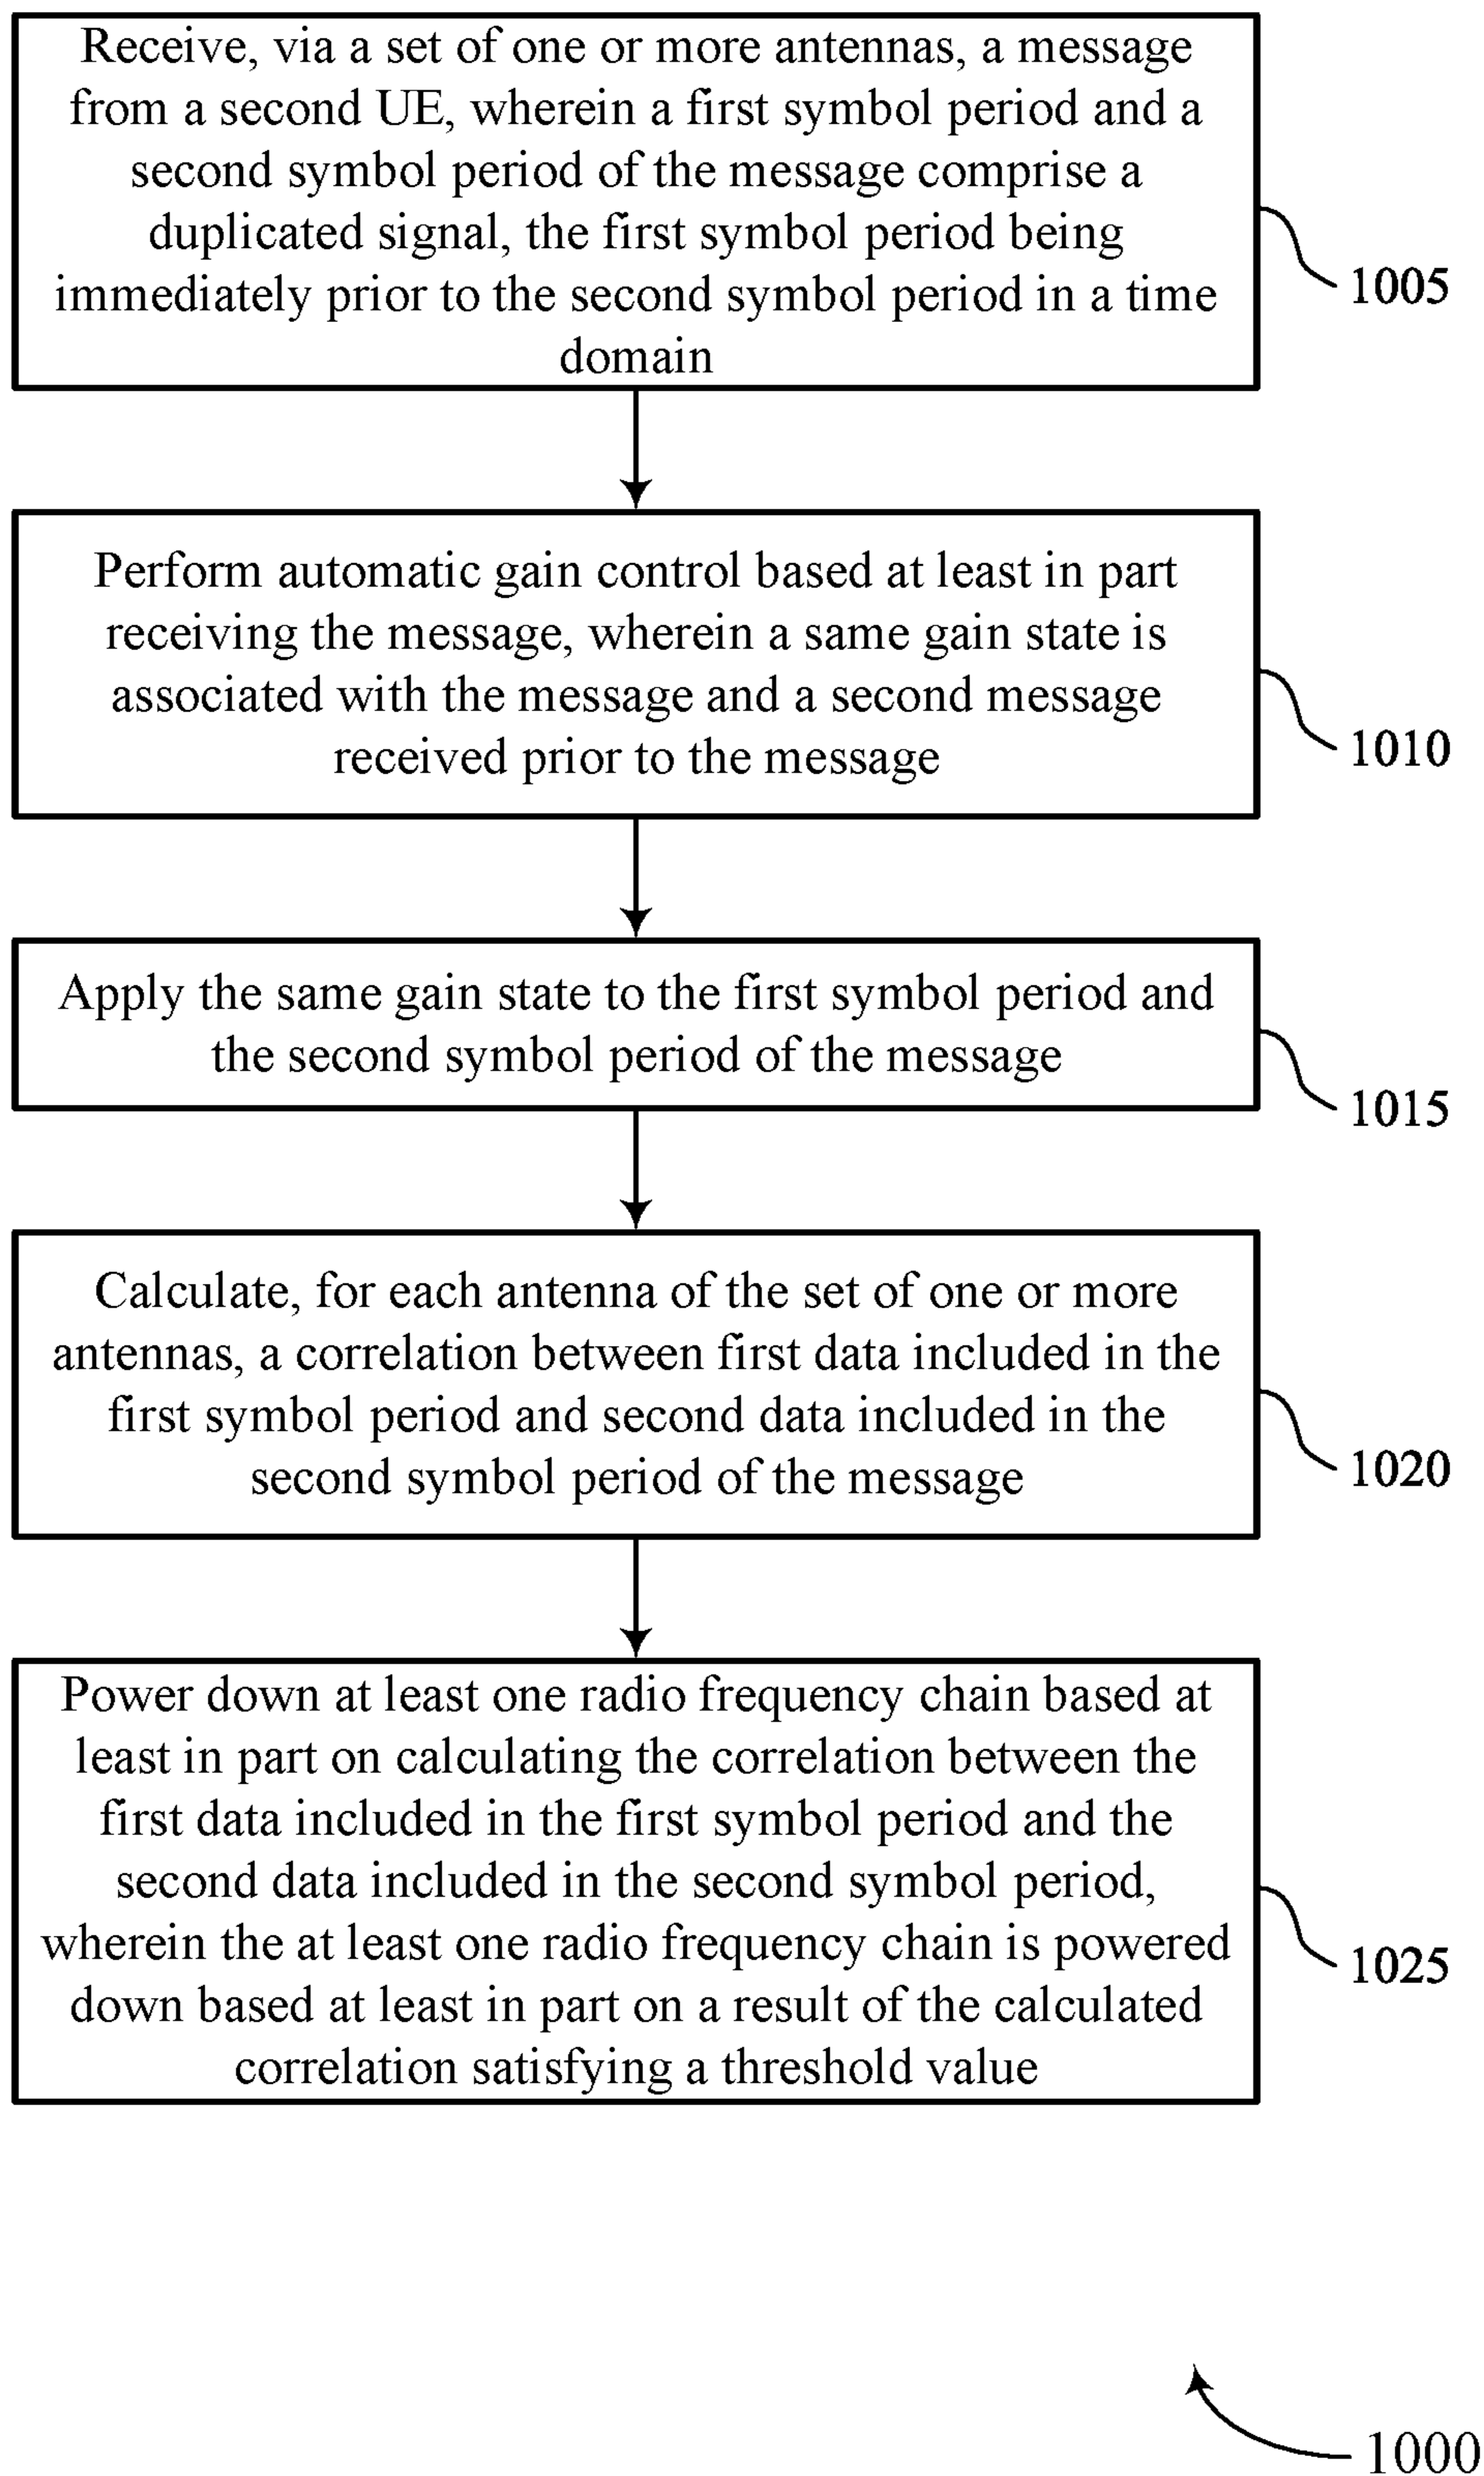 Receive, via a set of one or more antennas, a message
from a second UE, wherein a first symbol period and a
second symbol period of the message comprise a
duplicated signal, the first symbol period being
immediately prior to the second symbol period in a time
domain
1005
Perform automatic gain control based at least in part
receiving the message, wherein a same gain state is
associated with the message and a second message
received prior to the message
1010
Apply the same gain state to the first symbol period and
the second symbol period of the message
1015
Calculate, for each antenna of the set of one or more
antennas, a correlation between first data included in the
first symbol period and second data included in the
second symbol period of the message
1020
Power down at least one radio frequency chain based at
least in part on calculating the correlation between the
first data included in the first symbol period and the
second data included in the second symbol period,
wherein the at least one radio frequency chain is powered
down based at least in part on a result of the calculated
correlation satisfying a threshold value
1025
1000